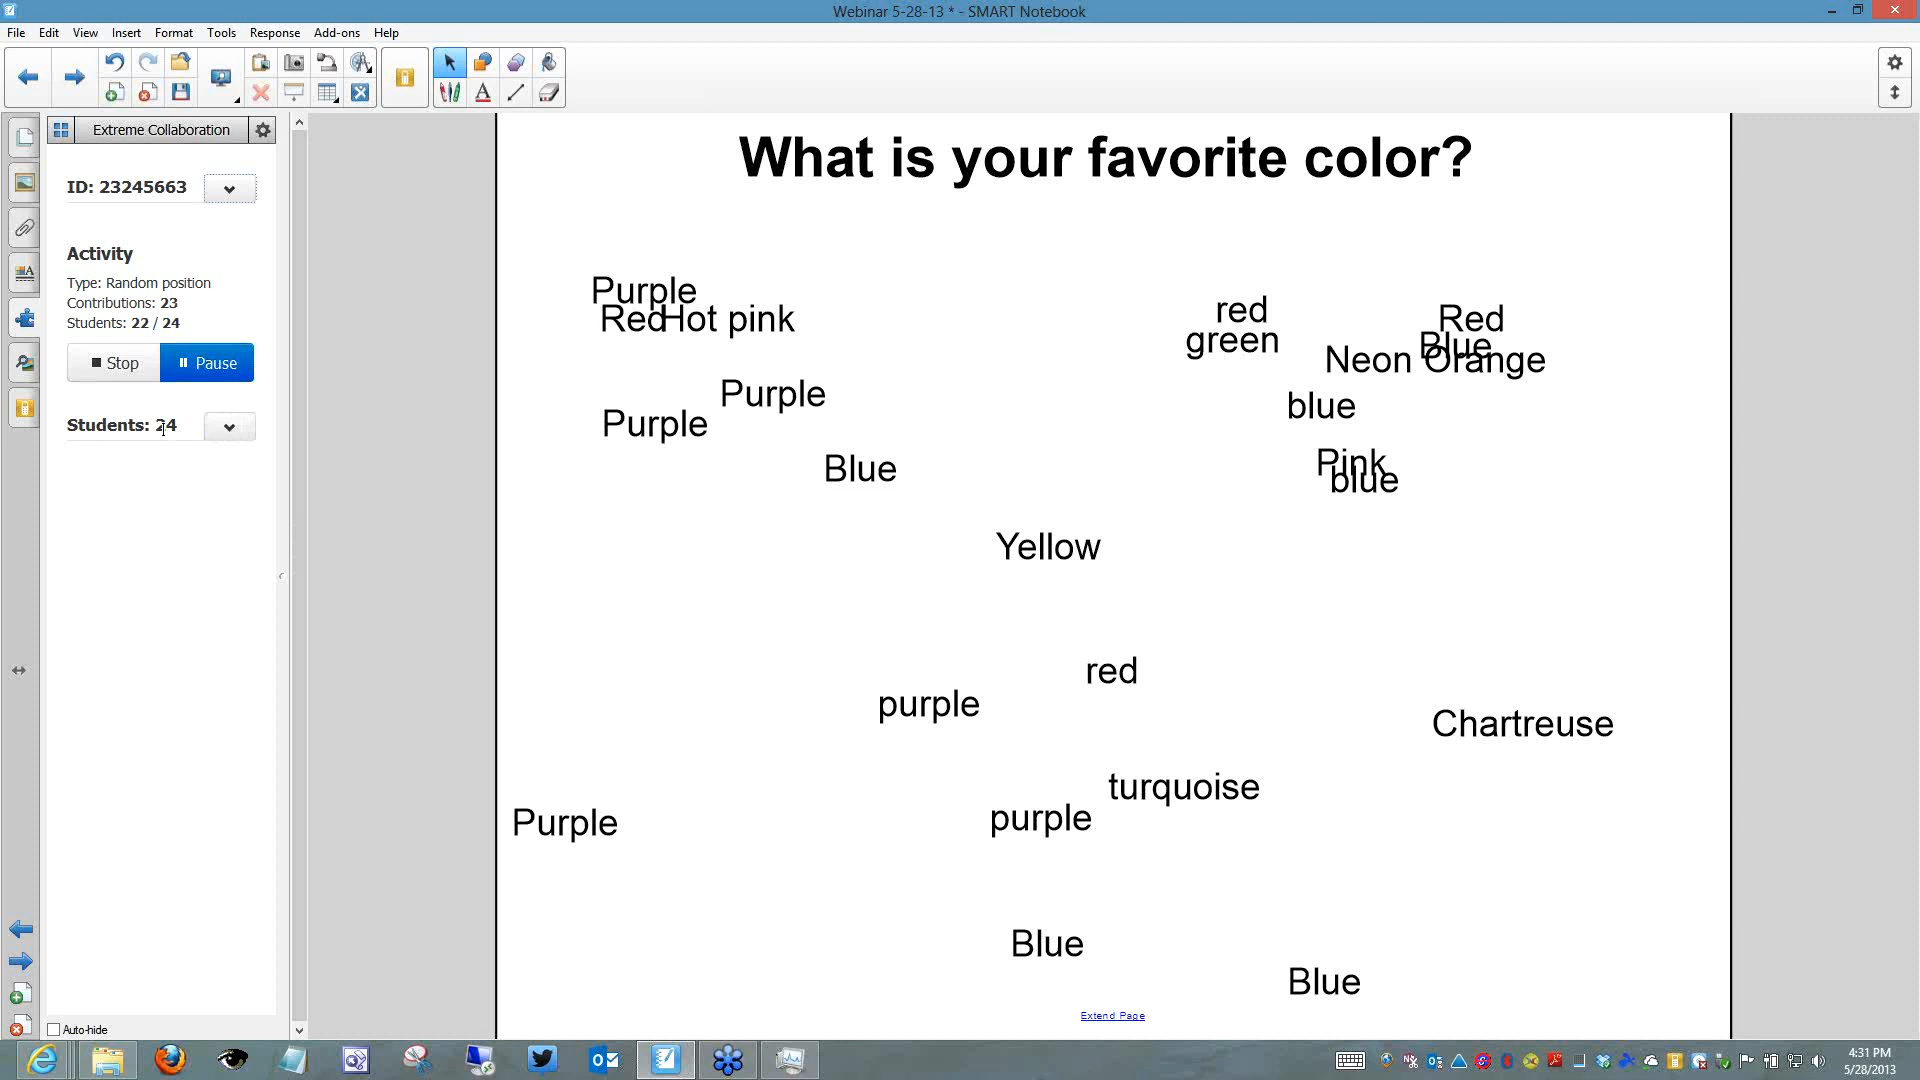 Webinar 5-28-13 * - SMART Notebook
File Edit View Insert Format Tools Response Add-ons Help
Extreme Collaboration
ID: 23245663
Activity
Type: Random position
Contributions: 23
Students: 22 / 24
Stop Pause
Students: 24
Auto-hide
What is your favorite color?
Purple
Red Hot pink
red
Red
green
Blue
Neon Orange
Purple
blue
Purple
Pink
Blue
blue
Yellow
red
purple
Chartreuse
turquoise
purple
Purple
Blue
Blue
Extend Page
4:31 PM
5/28/2013